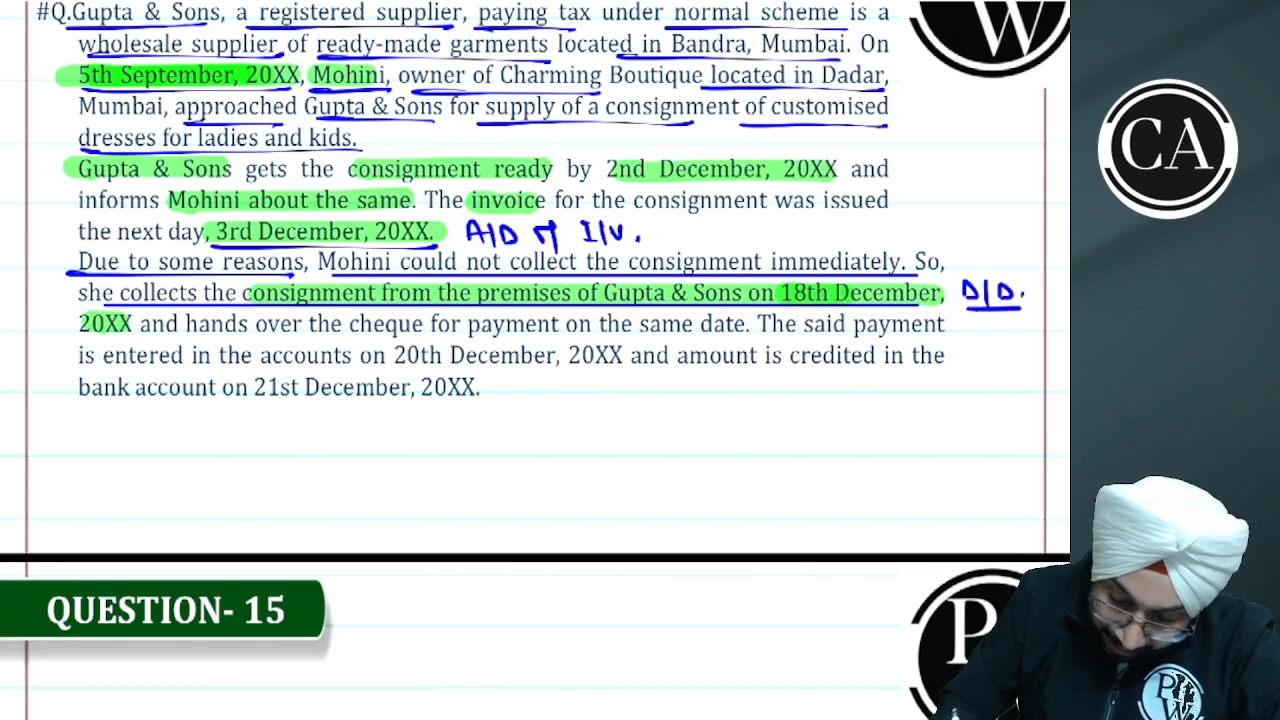 #Q.Gupta & Sons, a registered supplier, paying tax under normal scheme is a
wholesale supplier of ready-made garments located in Bandra, Mumbai. On
5th September, 20XX, Mohini, owner of Charming Boutique located in Dadar,
Mumbai, approached Gupta & Sons for supply of a consignment of customised
dresses for ladies and kids.
Gupta & Sons gets the consignment ready by 2nd December, 20XX and
informs Mohini about the same. The invoice for the consignment was issued
the next day, 3rd December, 20XX. A/D of I/V.
Due to some reasons, Mohini could not collect the consignment immediately. So,
she collects the consignment from the premises of Gupta & Sons on 18th December, D/D.
20XX and hands over the cheque for payment on the same date. The said payment
is entered in the accounts on 20th December, 20XX and amount is credited in the
bank account on 21st December, 20XX.
W
CA
QUESTION- 15
P
PW